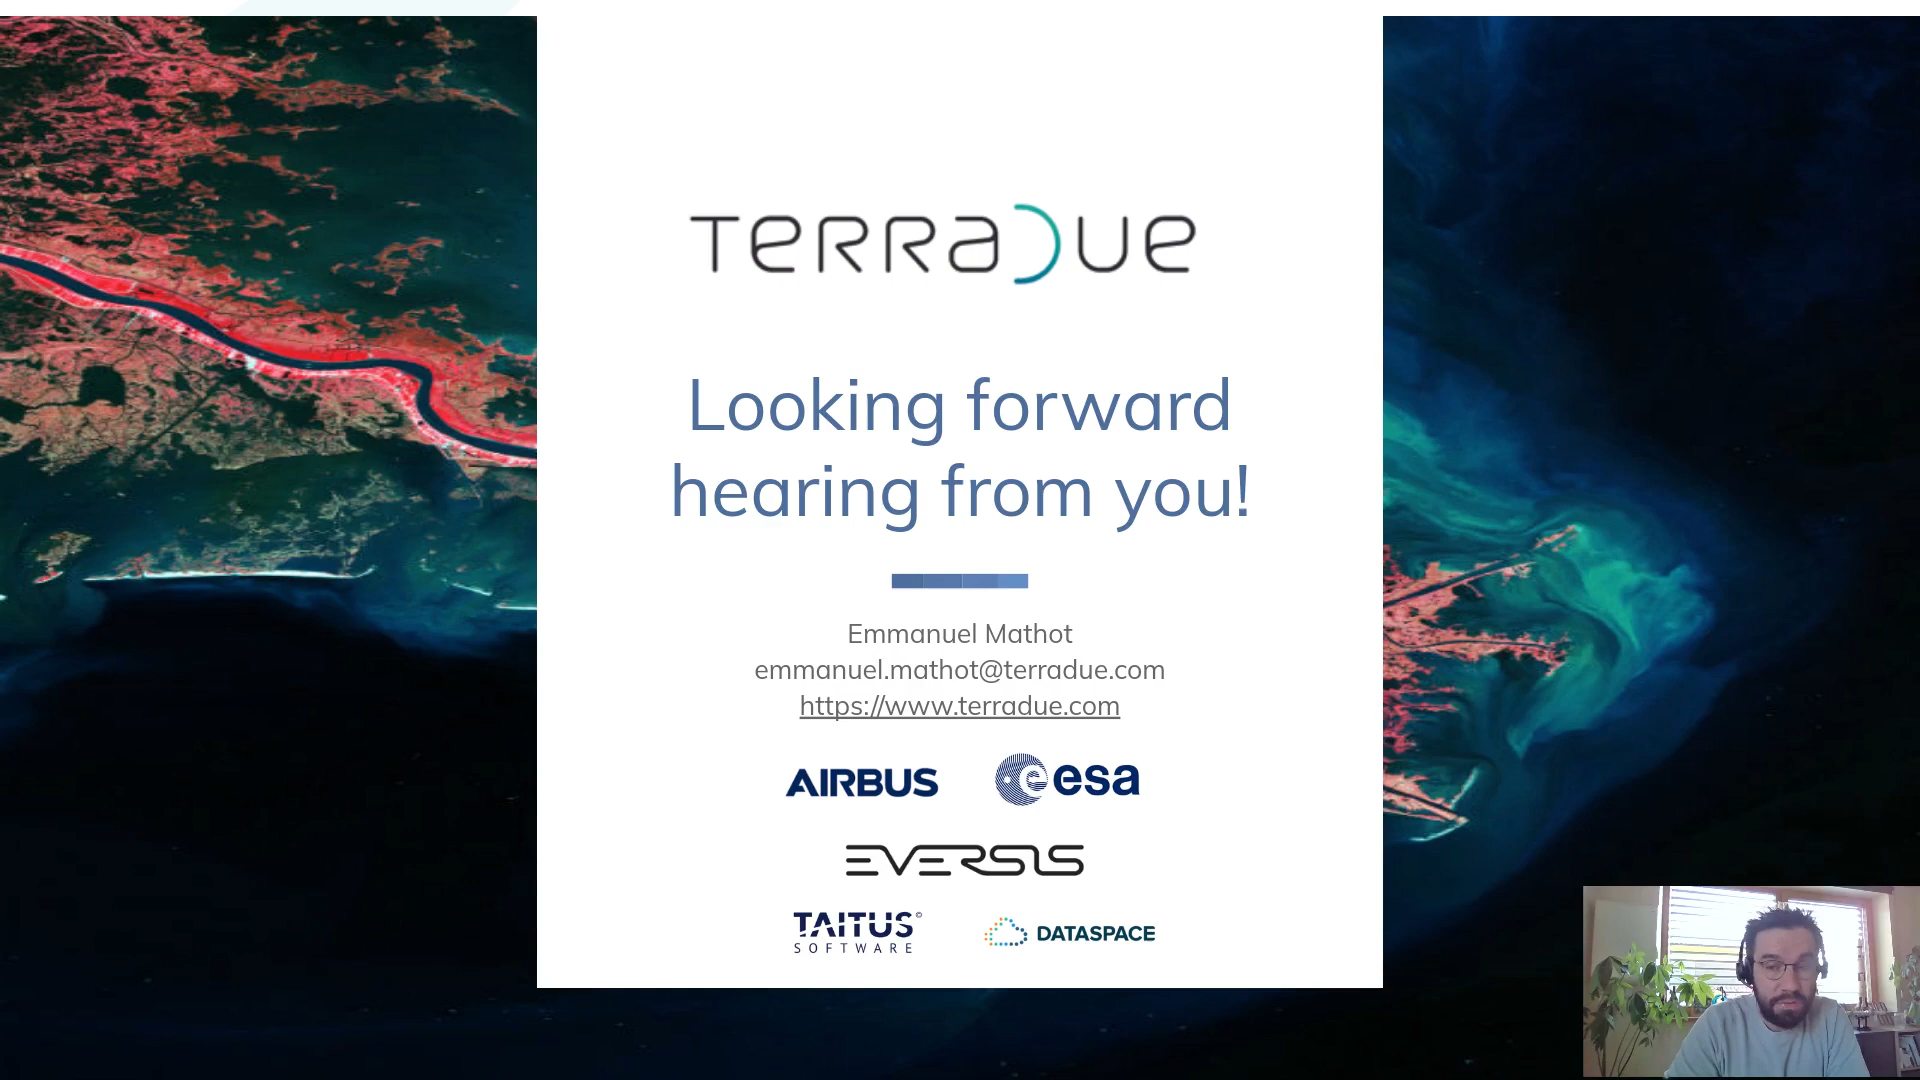 TERRADUE
Looking forward
hearing from you!
Emmanuel Mathot
emmanuel.mathot@terradue.com
https://www.terradue.com
AIRBUS
esa
EVERSIS
TAITUS©
SOFTWARE
DATASPACE